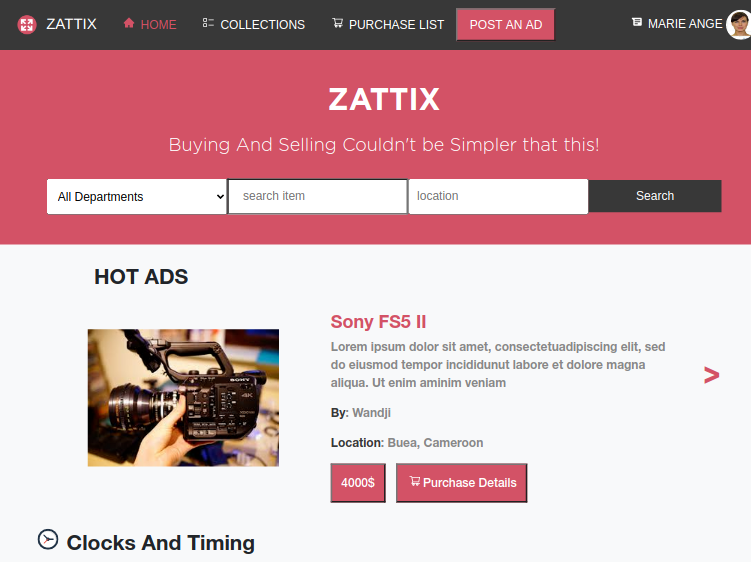 ZATTIX HOME COLLECTIONS PURCHASE LIST POST AN AD MARIE ANGE
ZATTIX
Buying And Selling Couldn't be Simpler that this!
All Departments search item location Search
HOT ADS
Sony FS5 II
Lorem ipsum dolor sit amet, consectetuadipiscing elit, sed
do eiusmod tempor incididunut labore et dolore magna
aliqua. Ut enim aminim veniam
>
By: Wandji
Location: Buea, Cameroon
4000$ Purchase Details
SONY
4K
Clocks And Timing